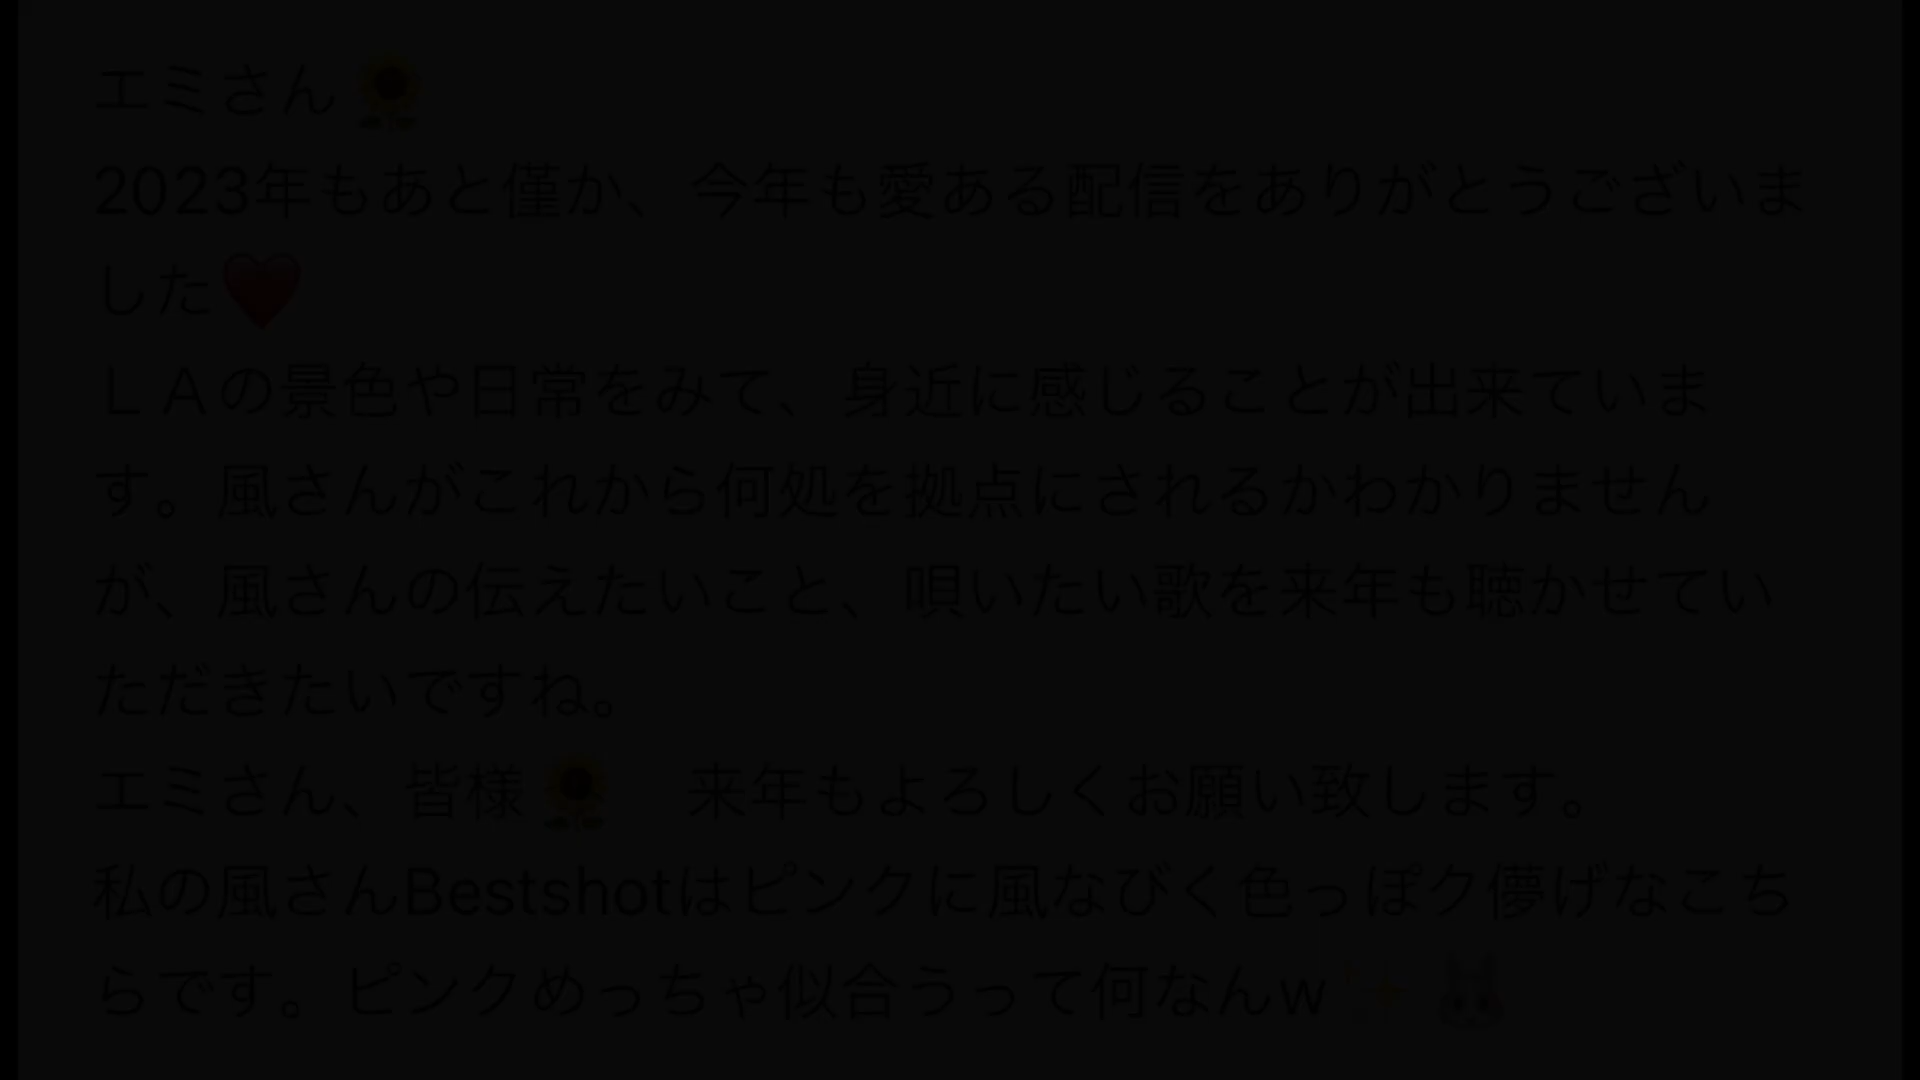 エミさん🌻
2023年もあと僅か、今年も愛ある配信をありがとうございま
した❤️
ＬＡの景色や日常をみて、身近に感じることが出来ていま
す。風さんがこれから何処を拠点にされるかわかりません
が、風さんの伝えたいこと、唄いたい歌を来年も聴かせてい
ただきたいですね。
エミさん、皆様🌻　来年もよろしくお願い致します。
私の風さんBestshotはピンクに風なびく色っぽク儚げなこち
らです。ピンクめっちゃ似合うって何なんw✨🐰